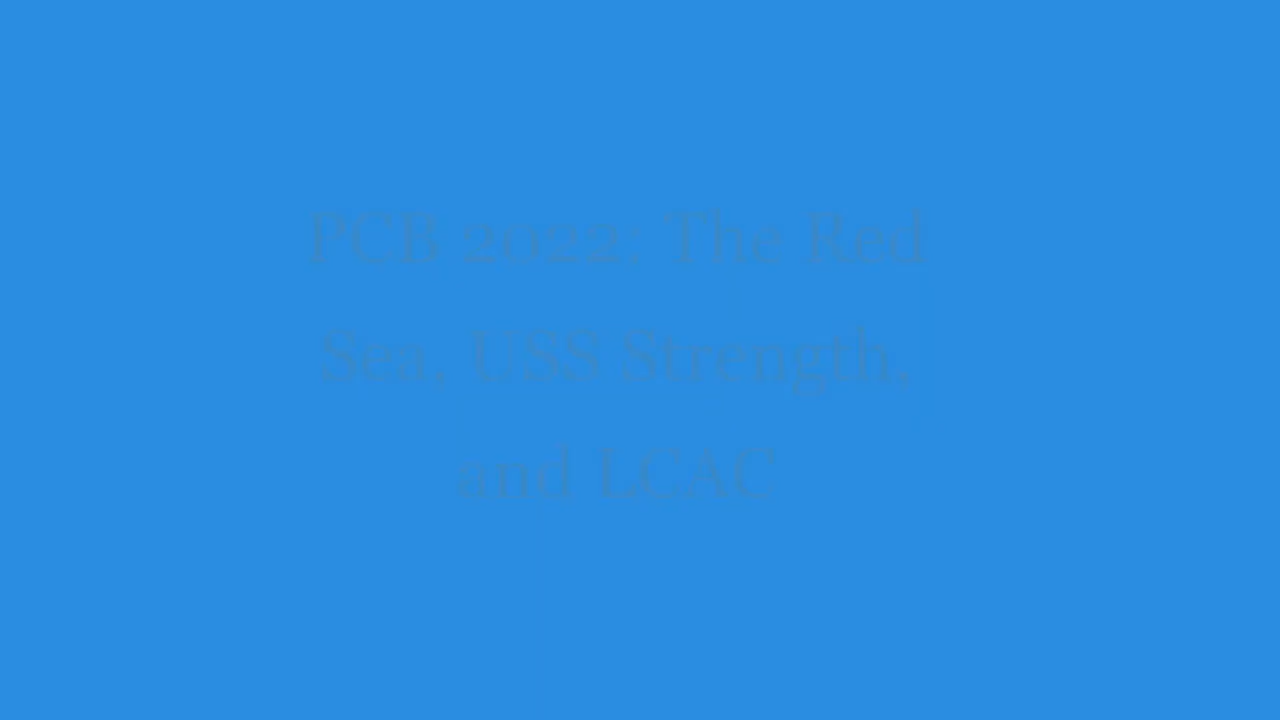 PCB 2022: The Red
Sea, USS Strength,
and LCAC